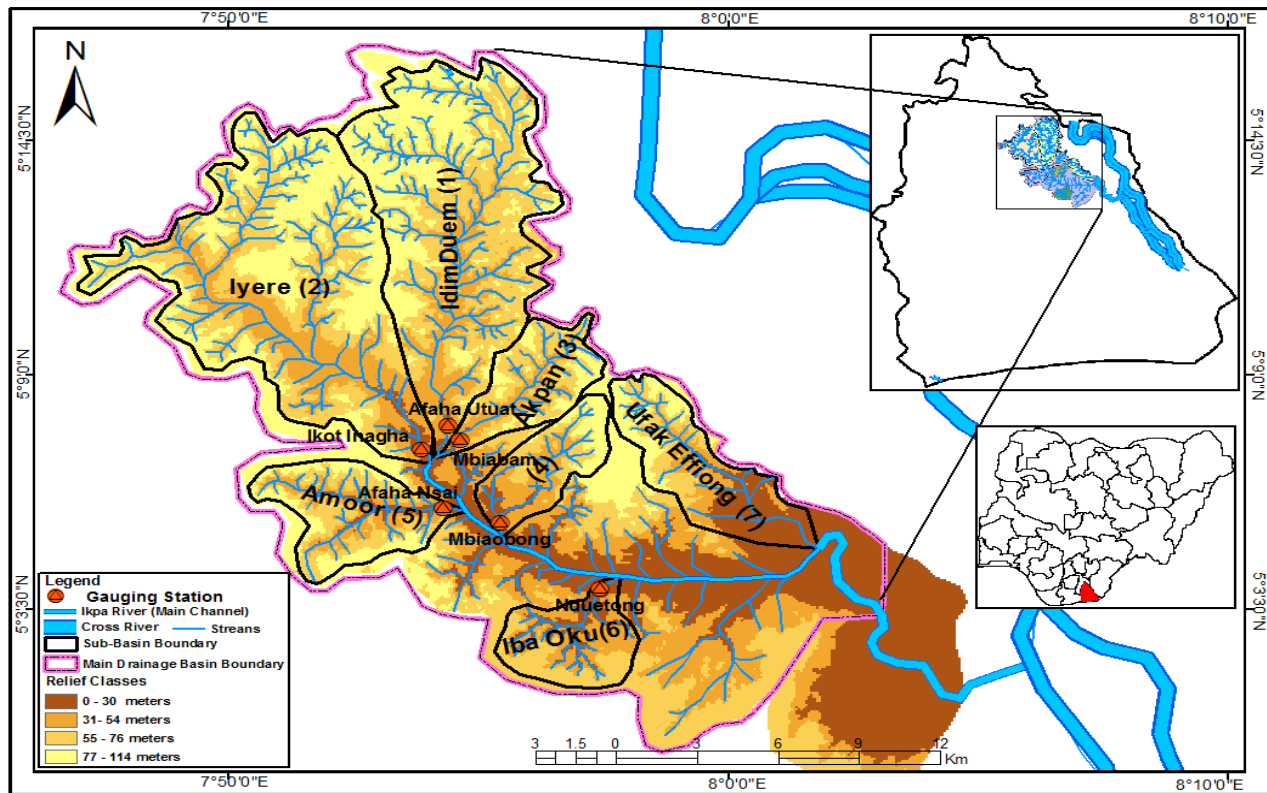 7°50'0"E
8°0'0"E
8°10'0"E
N
5°14'30"N
5°14'30"N
IdimDuem (1)
Iyere (2)
5°9'0"N
5°9'0"N
Akpan (3)
Afaha Utuat
Ufak Effiong (7)
Ikot Inagha
Mbiabam
(4)
Afaha Nsai
Amoor (5)
Mbiaobong
Legend
Gauging Station
Ikpa River (Main Channel)
Cross River
Streans
Sub-Basin Boundary
Main Drainage Basin Boundary
Relief Classes
0 - 30 meters
31- 54 meters
55 - 76 meters
77 - 114 meters
Nduetong
5°3'30"N
5°3'30"N
Iba Oku(6)
3 1.5 0 3 6 9 12
Km
7°50'0"E
8°0'0"E
8°10'0"E